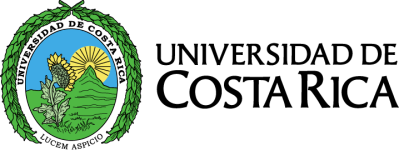 UNIVERSIDAD DE COSTA RICA
LUCEM ASPICIO
UNIVERSIDAD DE
COSTA RICA